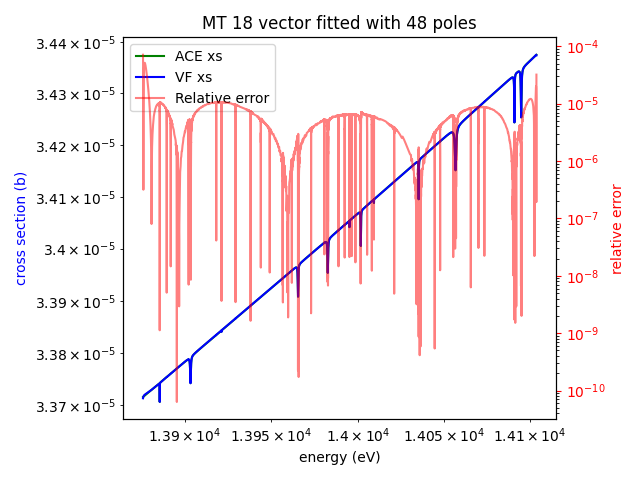 MT 18 vector fitted with 48 poles
ACE xs
VF xs
Relative error
cross section (b)
3.44 × 10⁻⁵
3.43 × 10⁻⁵
3.42 × 10⁻⁵
3.41 × 10⁻⁵
3.4 × 10⁻⁵
3.39 × 10⁻⁵
3.38 × 10⁻⁵
3.37 × 10⁻⁵
10⁻⁴
10⁻⁵
10⁻⁶
10⁻⁷
10⁻⁸
10⁻⁹
10⁻¹⁰
relative error
1.39 × 10⁴
1.395 × 10⁴
1.4 × 10⁴
1.405 × 10⁴
1.41 × 10⁴
energy (eV)